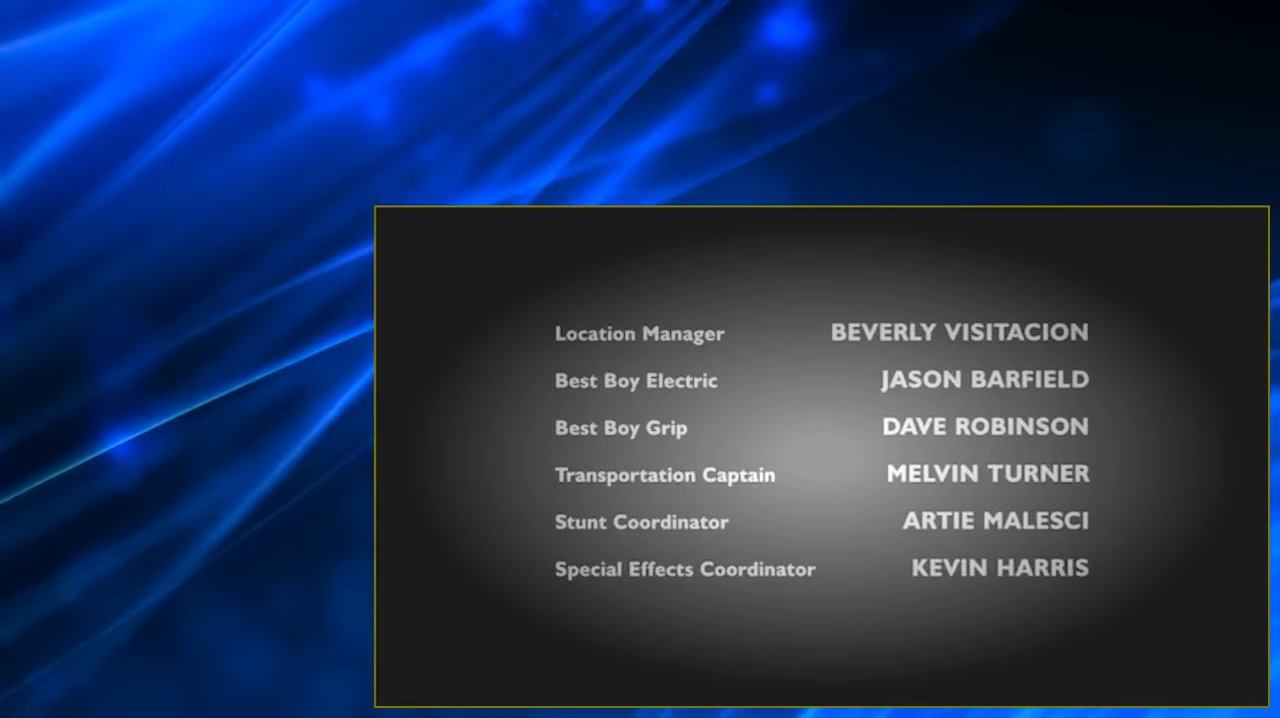 Location Manager BEVERLY VISITACION
Best Boy Electric JASON BARFIELD
Best Boy Grip DAVE ROBINSON
Transportation Captain MELVIN TURNER
Stunt Coordinator ARTIE MALESCI
Special Effects Coordinator KEVIN HARRIS